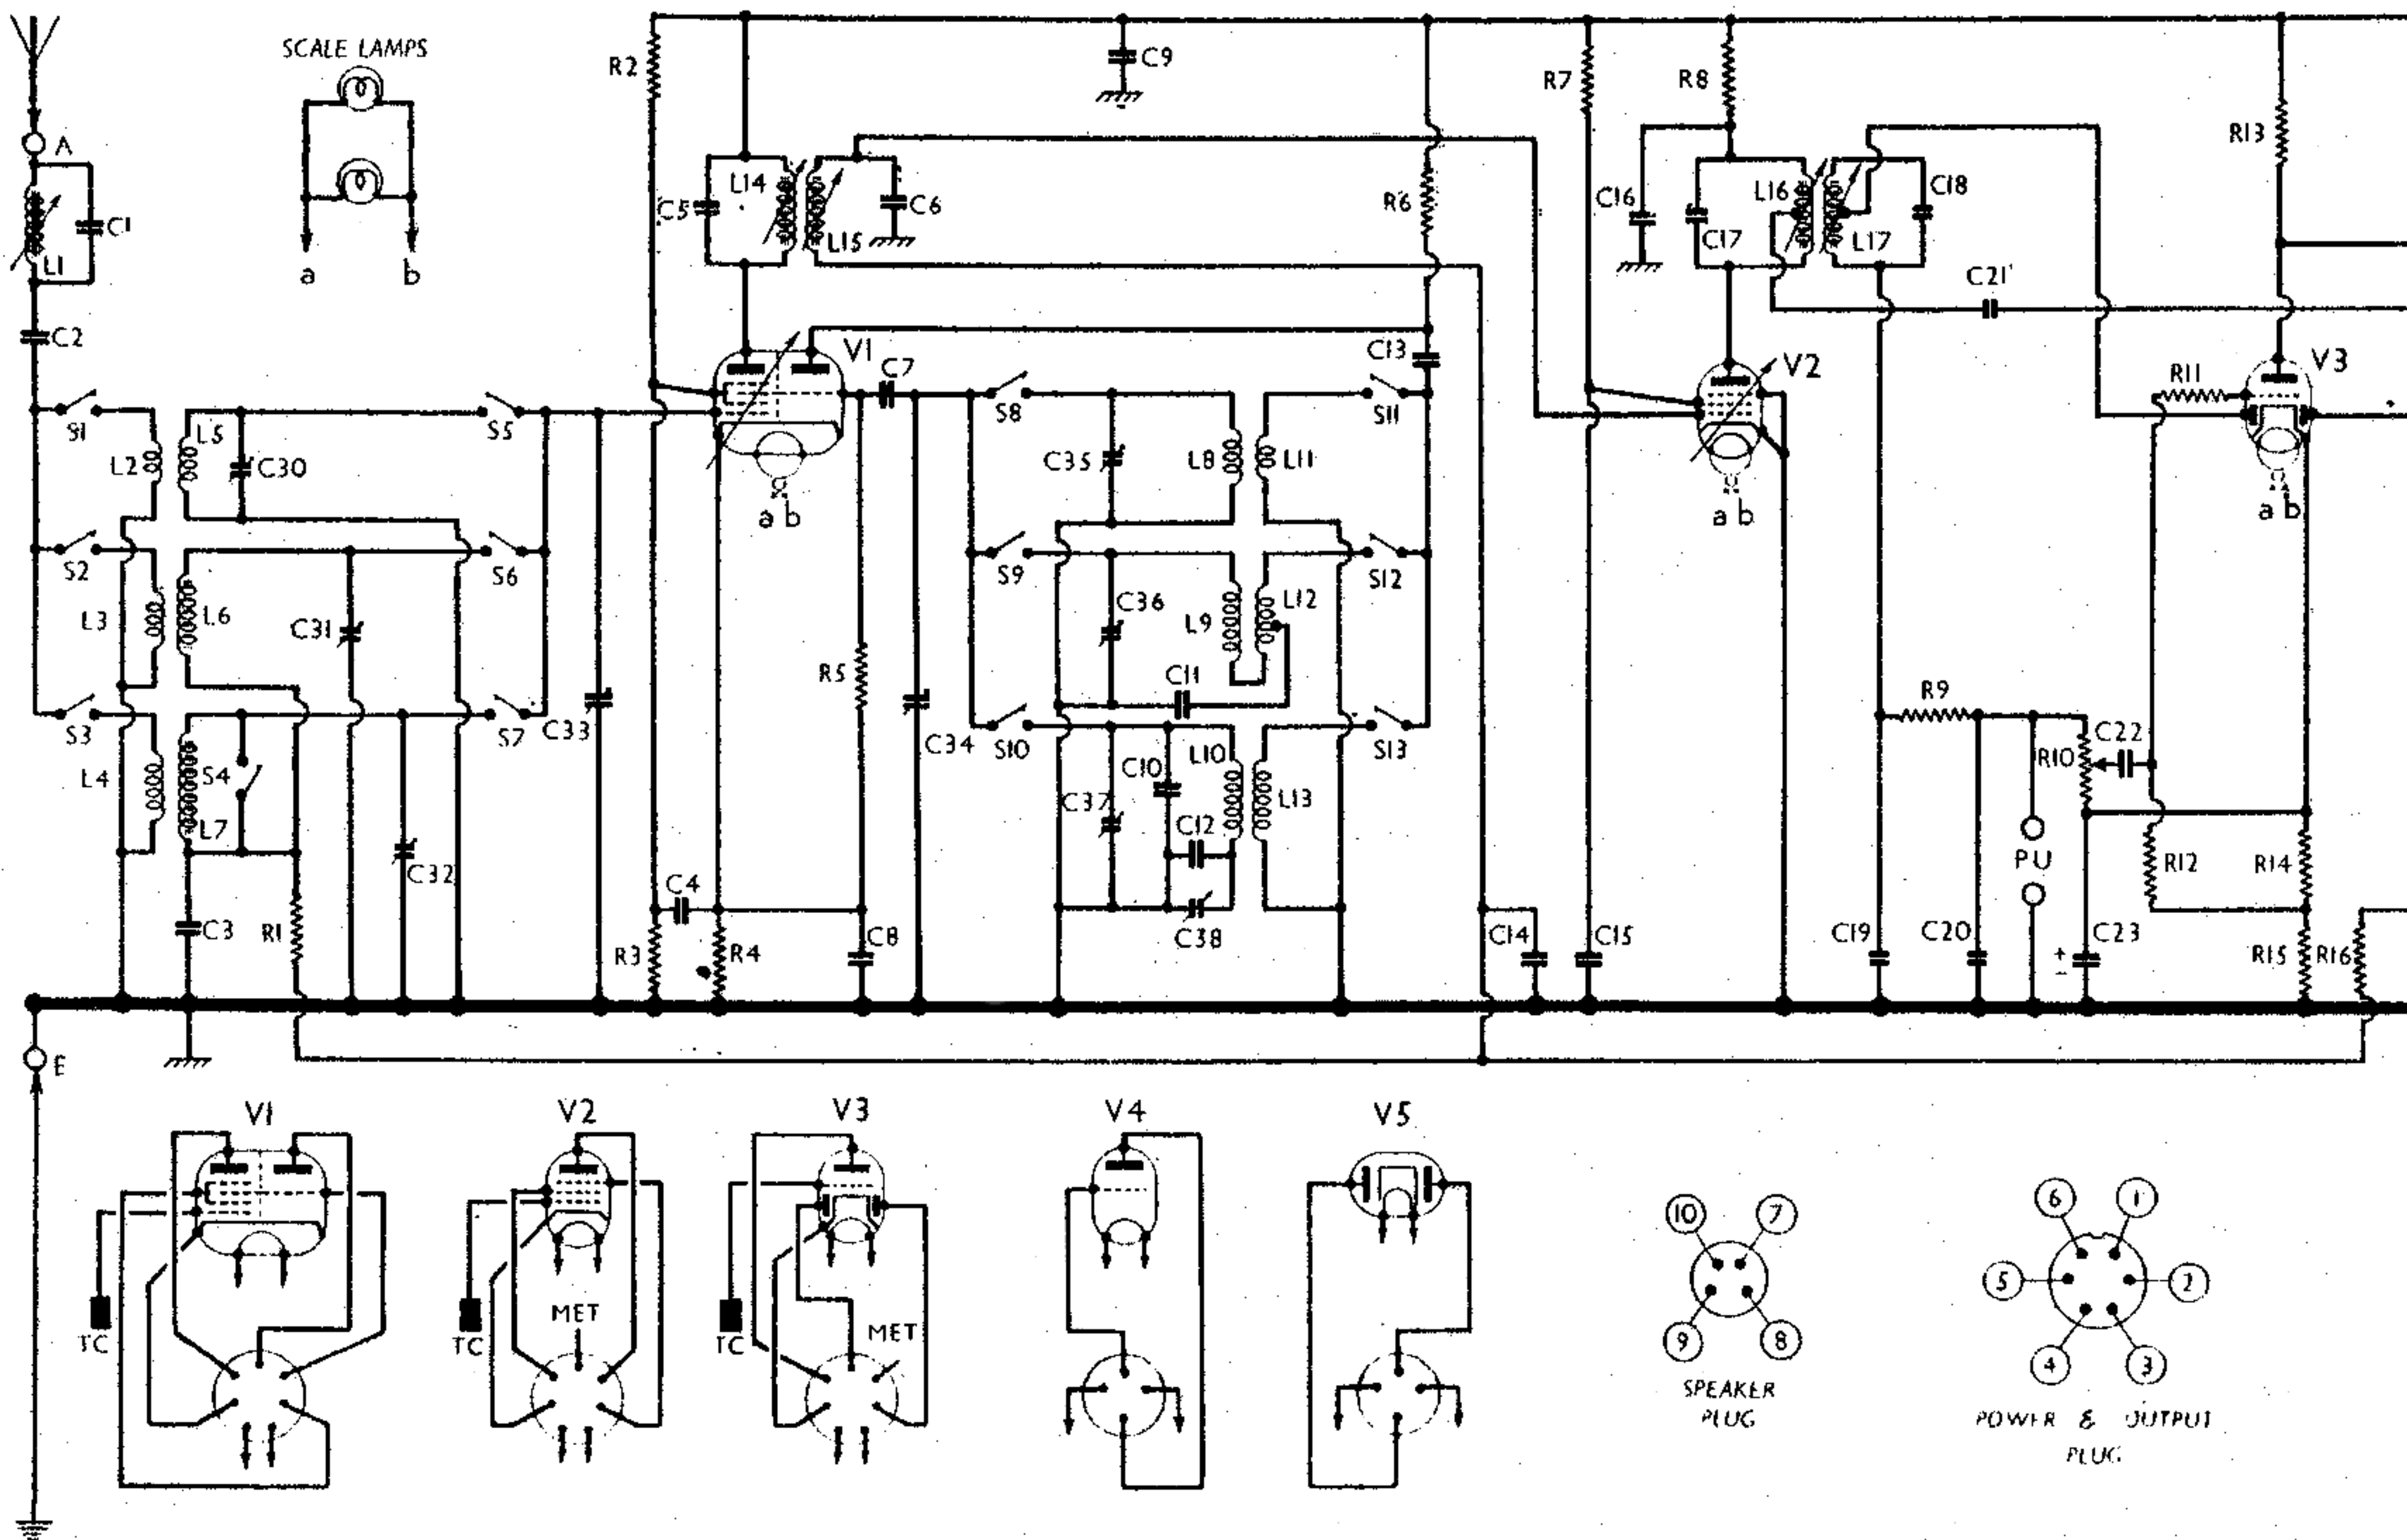 SCALE LAMPS
R2
C9
R7
R8
R13
A
C1
L1
a
b
C5
L14
L15
C6
R6
C16
C17
L16
L17
C18
C21
C2
V1
C7
C13
V2
R11
V3
S1
L2
L5
C30
S5
a b
S8
C35
L8
L11
S11
a b
a b
S2
L3
L6
C31
S6
R5
S9
C36
L9
L12
S12
C11
S3
L4
S4
L7
C32
S7
C33
C34
S10
C10
L10
C37
C12
L13
S13
C38
R9
R10
C22
PU
R12
R14
C3
R1
R3
C4
R4
C8
C14
C15
C19
C20
+
−
C23
R15
R16
E
V1
V2
V3
V4
V5
TC
TC
MET
TC
MET
10
7
9
8
SPEAKER
PLUG
6
1
5
2
4
3
POWER & OUTPUT
PLUG